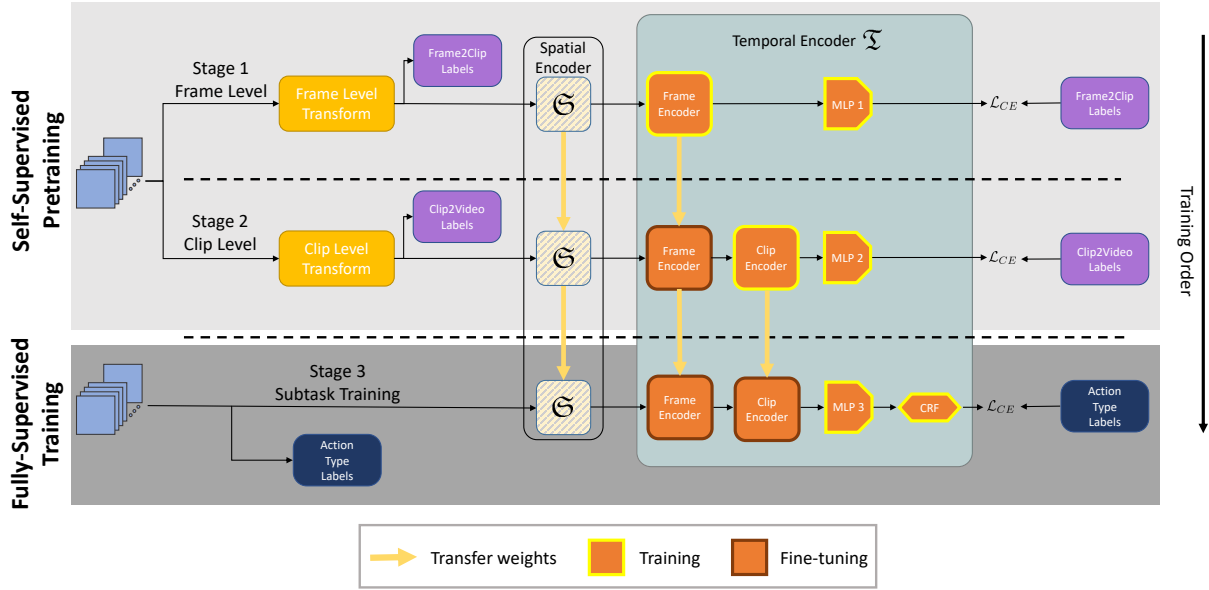 Self-Supervised
Pretraining
Fully-Supervised
Training
Stage 1
Frame Level
Frame Level
Transform
Frame2Clip
Labels
Spatial
Encoder
𝔖
Temporal Encoder 𝔗
Frame
Encoder
MLP 1
ℒCE
Frame2Clip
Labels
Stage 2
Clip Level
Clip Level
Transform
Clip2Video
Labels
𝔖
Frame
Encoder
Clip
Encoder
MLP 2
ℒCE
Clip2Video
Labels
Stage 3
Subtask Training
Action
Type
Labels
𝔖
Frame
Encoder
Clip
Encoder
MLP 3
CRF
ℒCE
Action
Type
Labels
Training Order
Transfer weights
Training
Fine-tuning